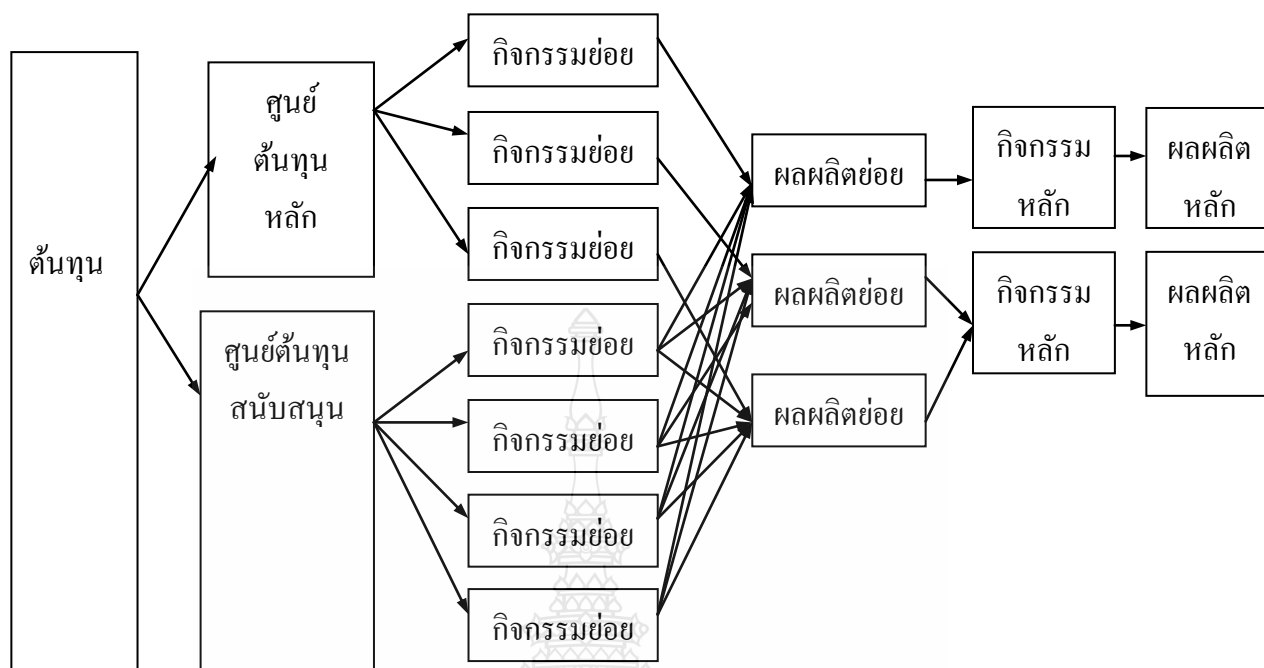 ต้นทุน
ศูนย์
ต้นทุน
หลัก
ศูนย์ต้นทุน
สนับสนุน
กิจกรรมย่อย
กิจกรรมย่อย
กิจกรรมย่อย
กิจกรรมย่อย
กิจกรรมย่อย
กิจกรรมย่อย
กิจกรรมย่อย
ผลผลิตย่อย
ผลผลิตย่อย
ผลผลิตย่อย
กิจกรรม
หลัก
กิจกรรม
หลัก
ผลผลิต
หลัก
ผลผลิต
หลัก